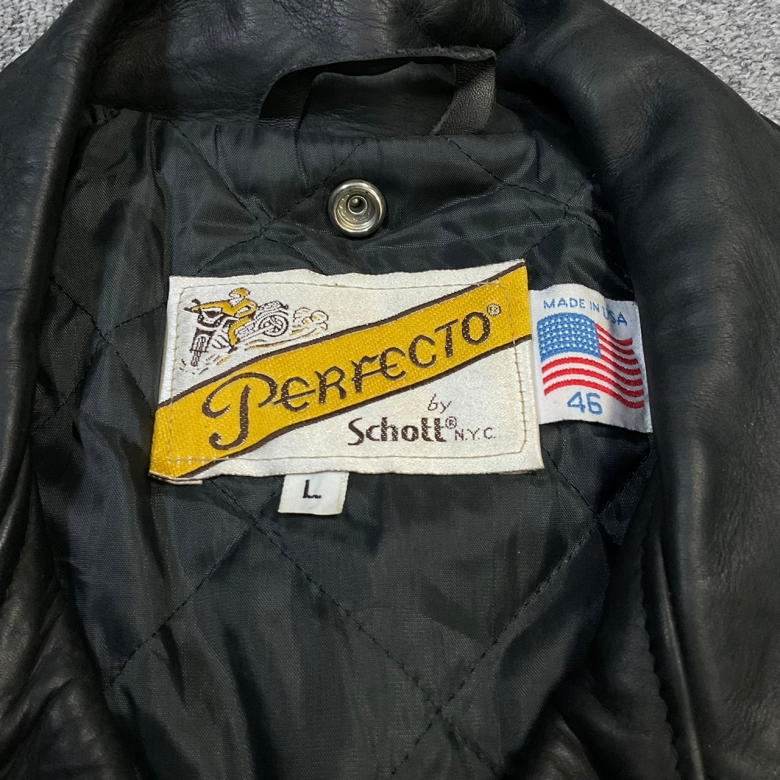 PERFECTO®
by
Schott® N.Y.C.
MADE IN USA
46
L